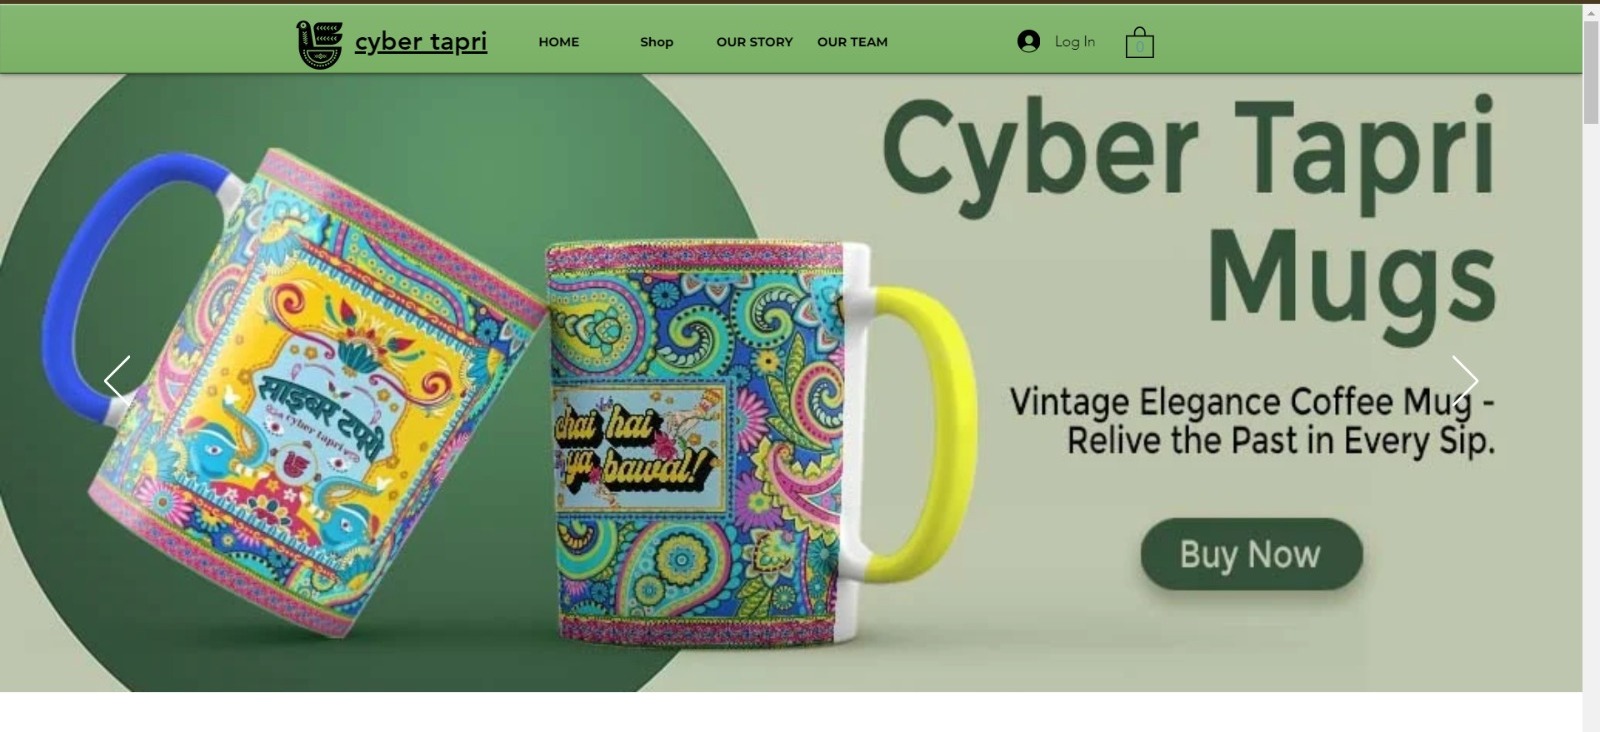 cyber tapri
HOME
Shop
OUR STORY
OUR TEAM
Log In
0
Cyber Tapri
Mugs
Vintage Elegance Coffee Mug -
Relive the Past in Every Sip.
Buy Now
साइबर टपरी
cyber tapri
chai hai
ya bawal!